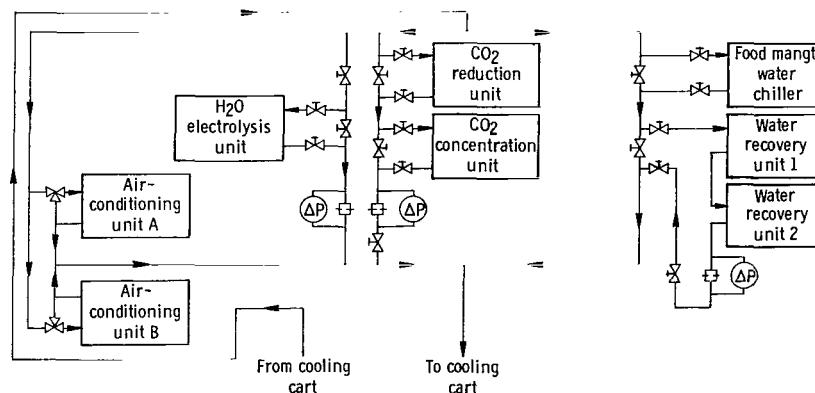 CO2
reduction
unit
Food mangt
water
chiller
H2O
electrolysis
unit
CO2
concentration
unit
Water
recovery
unit 1
Air-
conditioning
unit A
ΔP
ΔP
Water
recovery
unit 2
ΔP
Air-
conditioning
unit B
From cooling
cart
To cooling
cart